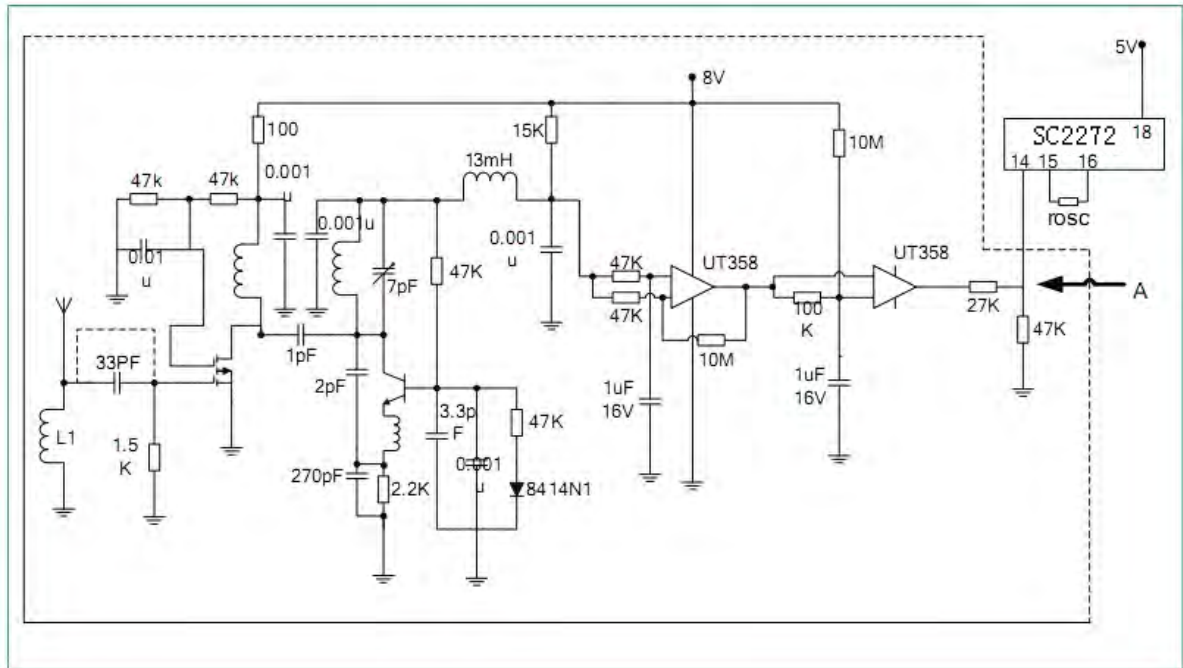 5V
8V
SC22T2
18
14 15 16
rosc
100
15K
10M
13mH
0.001
47k
47k
0.001u
0.01
u
0.001
u
47K
7pF
47K
47K
UT358
UT358
27K
A
100
K
47K
10M
33PF
1pF
2pF
1uF
16V
1uF
16V
L1
1.5
K
3.3p
F
47K
270pF
2.2K
0.001
u
8414N1